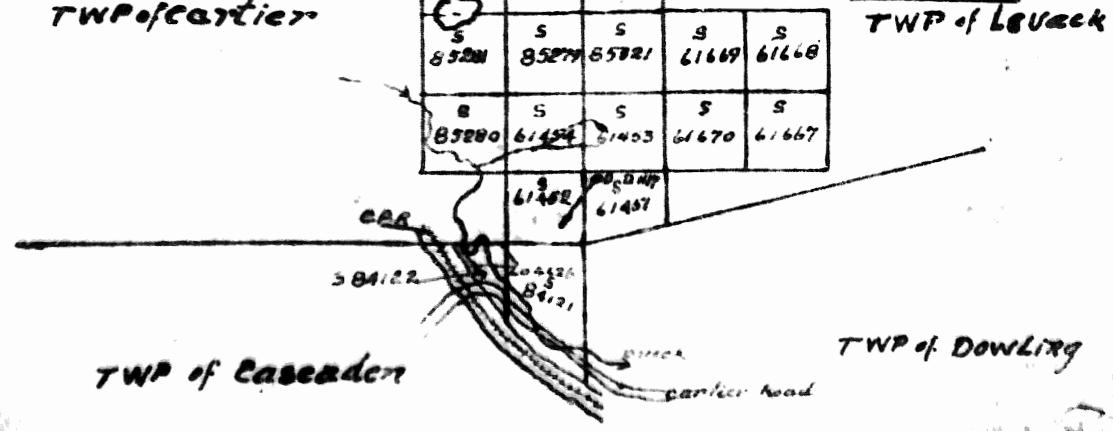 TWP of Cartier
TWP of Levack
S S S S S
85281 85279 85321 61669 61668
S S S S S
85280 61454 61453 61670 61667
S S
61452 61451
CPR
S 84122
S
84121
TWP of Cascaden
TWP of Dowling
Cartier Road